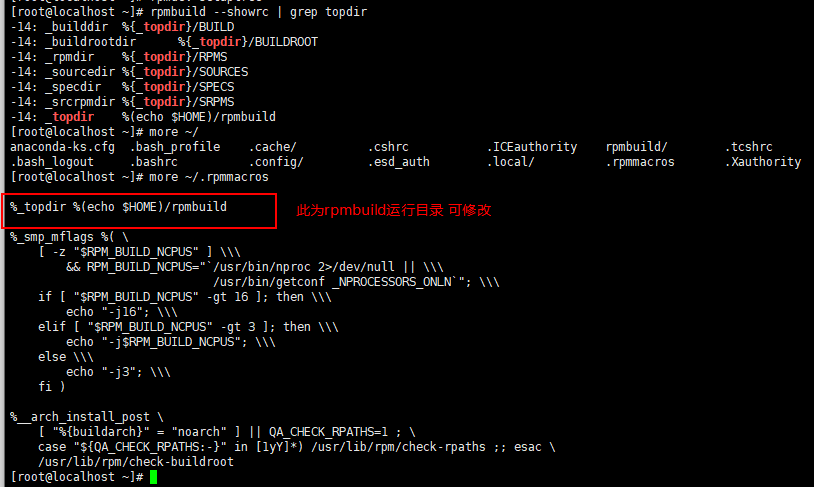 [root@localhost ~]# rpmbuild --showrc | grep topdir
-14: _builddir %{_topdir}/BUILD
-14: _buildrootdir %{_topdir}/BUILDROOT
-14: _rpmdir %{_topdir}/RPMS
-14: _sourcedir %{_topdir}/SOURCES
-14: _specdir %{_topdir}/SPECS
-14: _srcrpmdir %{_topdir}/SRPMS
-14: _topdir %(echo $HOME)/rpmbuild
[root@localhost ~]# more ~/
anaconda-ks.cfg .bash_profile .cache/ .cshrc .ICEauthority rpmbuild/ .tcshrc
.bash_logout .bashrc .config/ .esd_auth .local/ .rpmmacros .Xauthority
[root@localhost ~]# more ~/.rpmmacros
%_topdir %(echo $HOME)/rpmbuild 此为rpmbuild运行目录 可修改
%_smp_mflags %( \
[ -z "$RPM_BUILD_NCPUS" ] \\\
&& RPM_BUILD_NCPUS="`/usr/bin/nproc 2>/dev/null || \\\
/usr/bin/getconf _NPROCESSORS_ONLN`"; \\\
if [ "$RPM_BUILD_NCPUS" -gt 16 ]; then \\\
echo "-j16"; \\\
elif [ "$RPM_BUILD_NCPUS" -gt 3 ]; then \\\
echo "-j$RPM_BUILD_NCPUS"; \\\
else \\\
echo "-j3"; \\\
fi )
%__arch_install_post \
[ "%{buildarch}" = "noarch" ] || QA_CHECK_RPATHS=1 ; \
case "${QA_CHECK_RPATHS:-}" in [1yY]*) /usr/lib/rpm/check-rpaths ;; esac \
/usr/lib/rpm/check-buildroot
[root@localhost ~]#